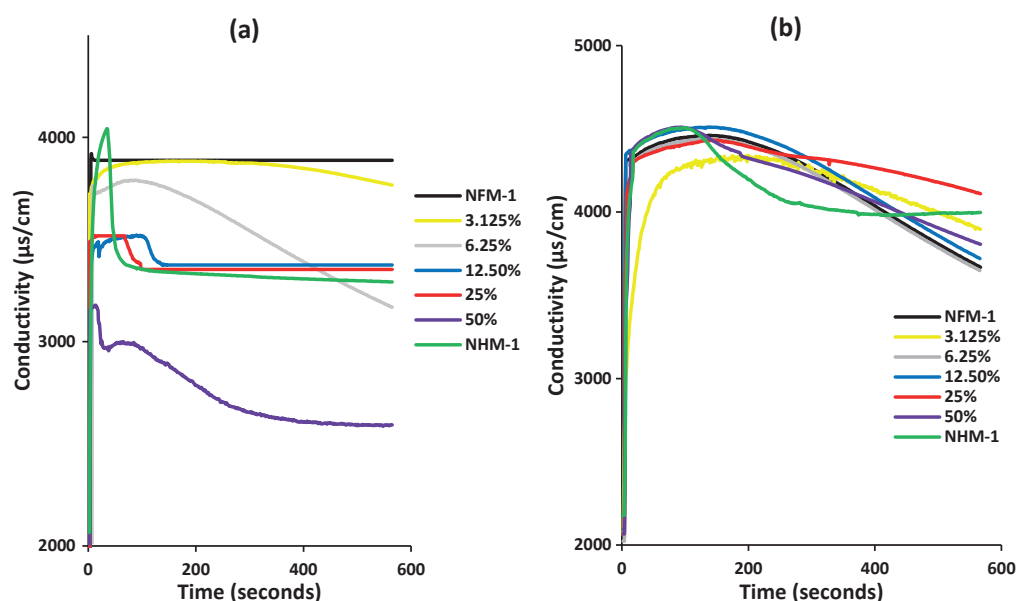 (a)
Conductivity (µs/cm)
4000
3000
2000
0
200
400
600
Time (seconds)
NFM-1
3.125%
6.25%
12.50%
25%
50%
NHM-1
(b)
Conductivity (µs/cm)
5000
4000
3000
2000
0
200
400
600
Time (seconds)
NFM-1
3.125%
6.25%
12.50%
25%
50%
NHM-1